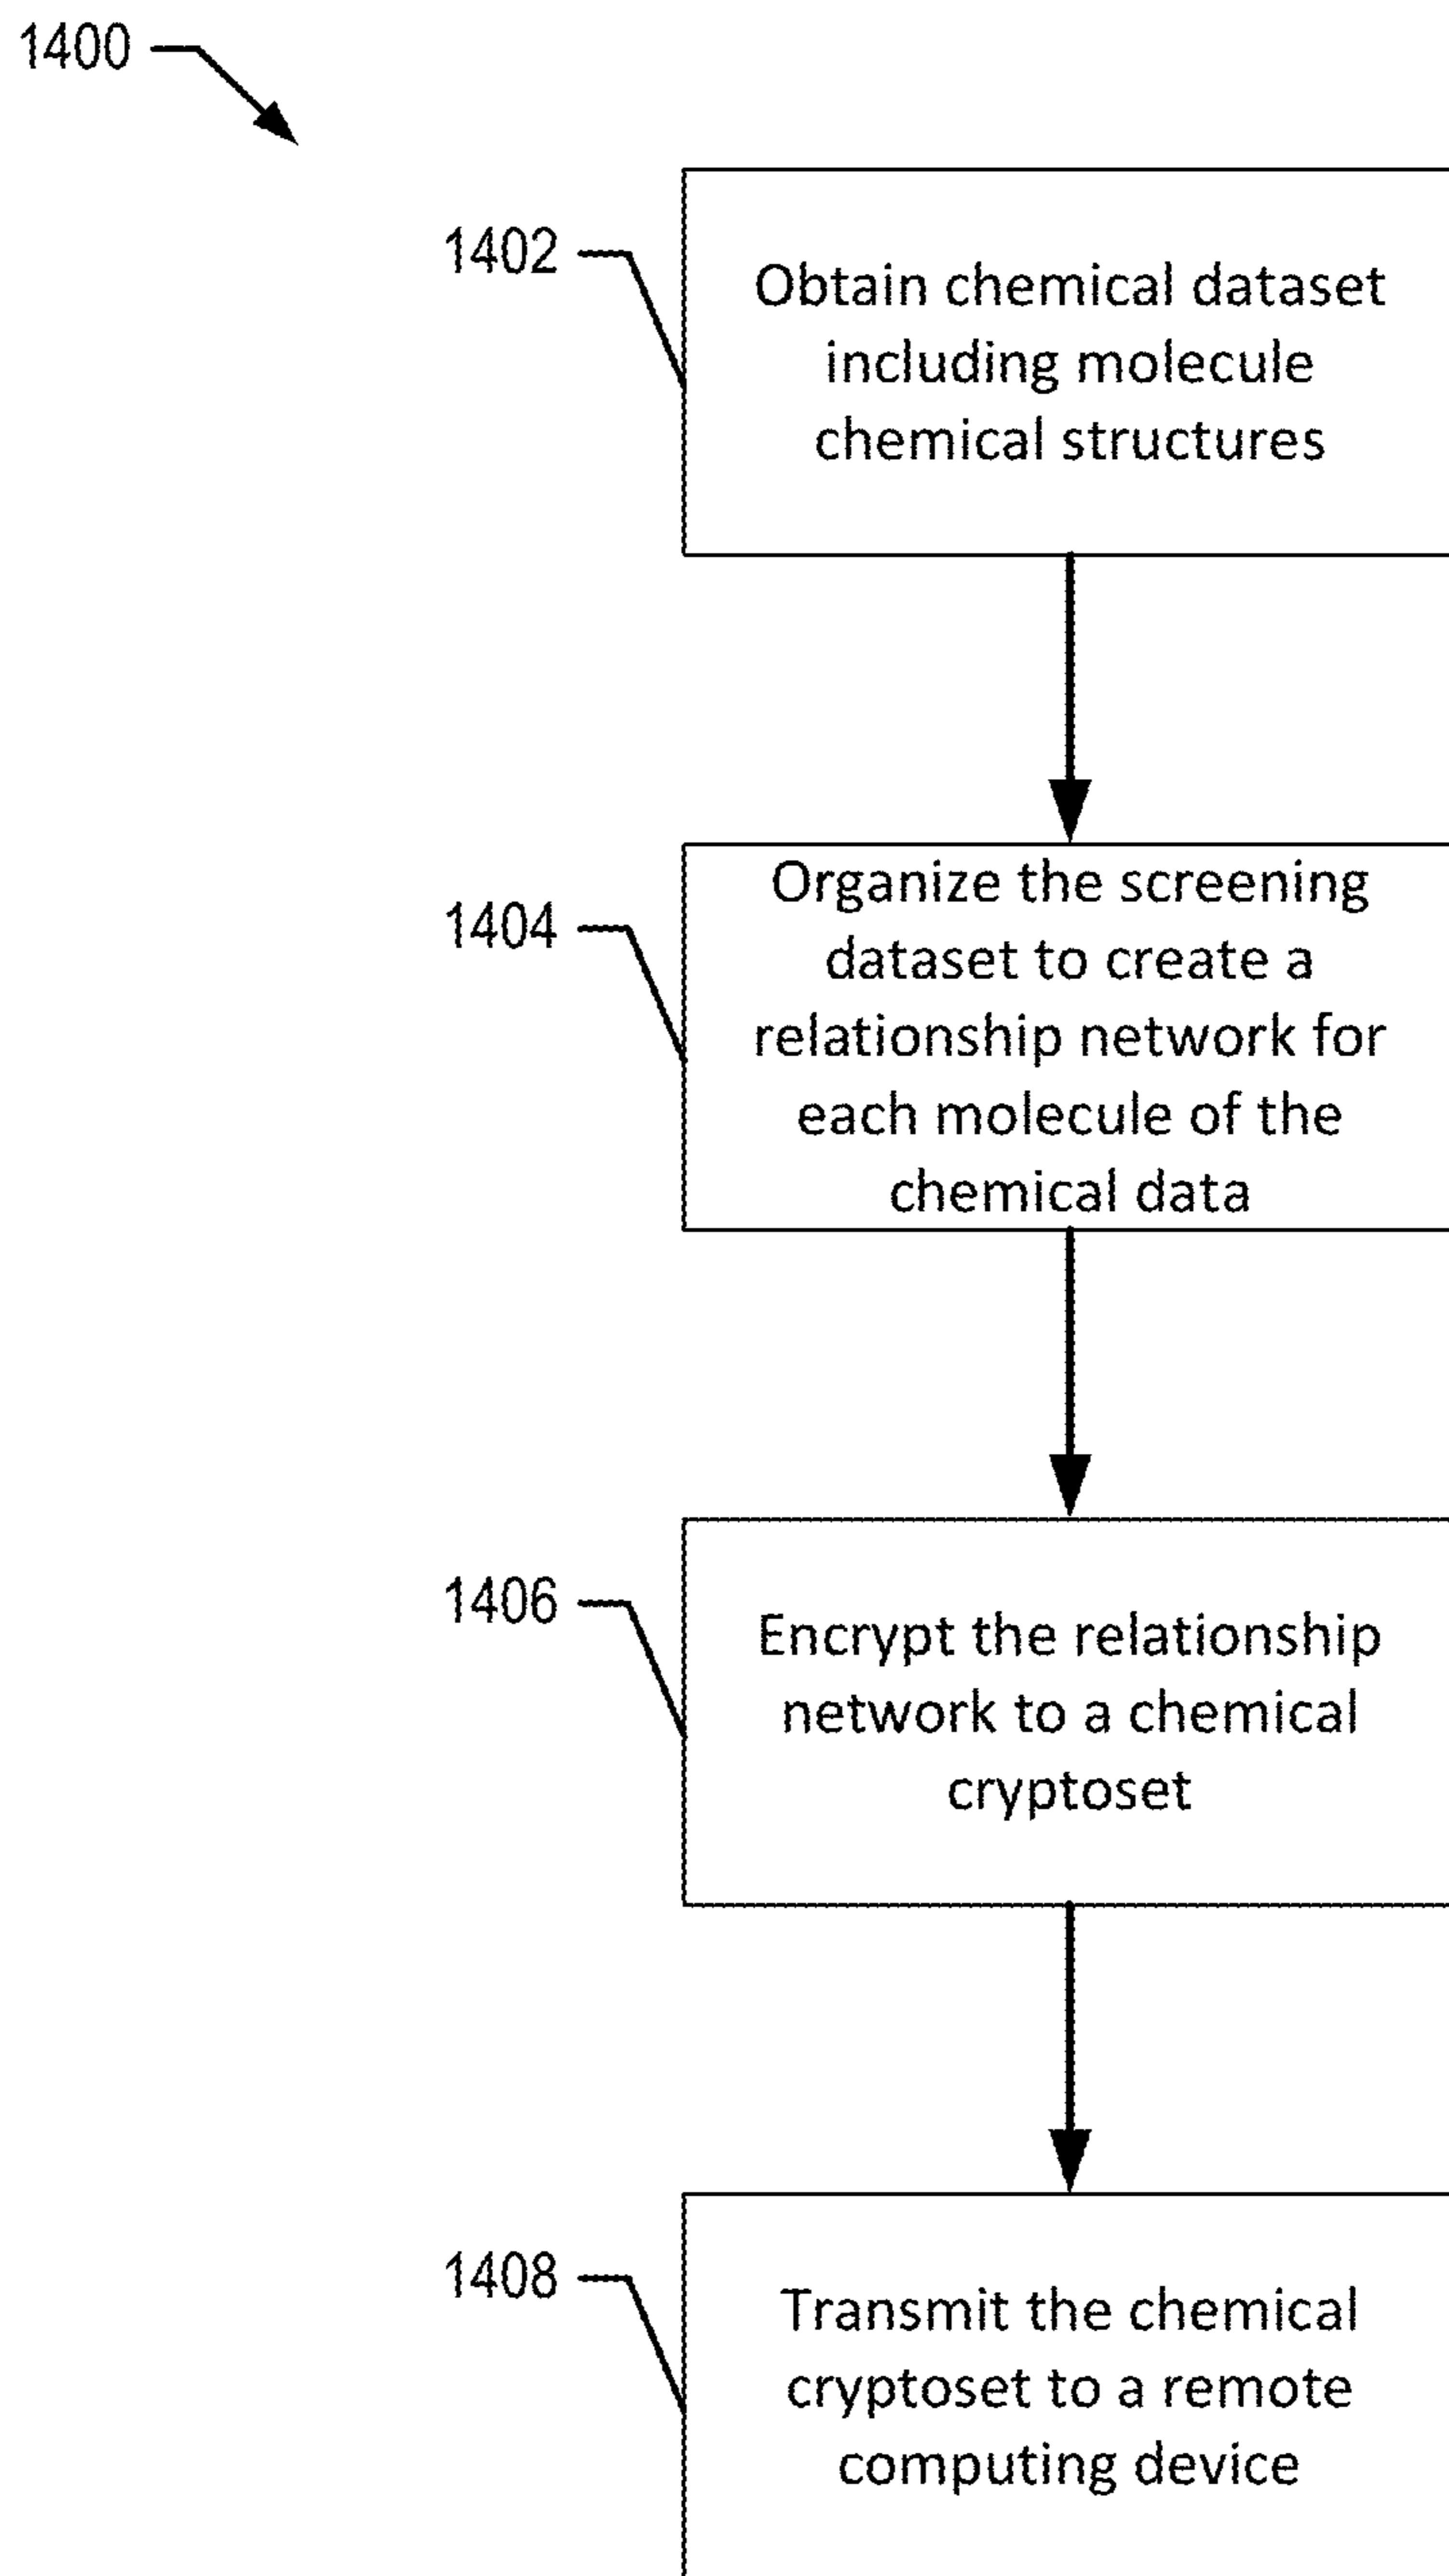 1400
1402
Obtain chemical dataset
including molecule
chemical structures
1404
Organize the screening
dataset to create a
relationship network for
each molecule of the
chemical data
1406
Encrypt the relationship
network to a chemical
cryptoset
1408
Transmit the chemical
cryptoset to a remote
computing device